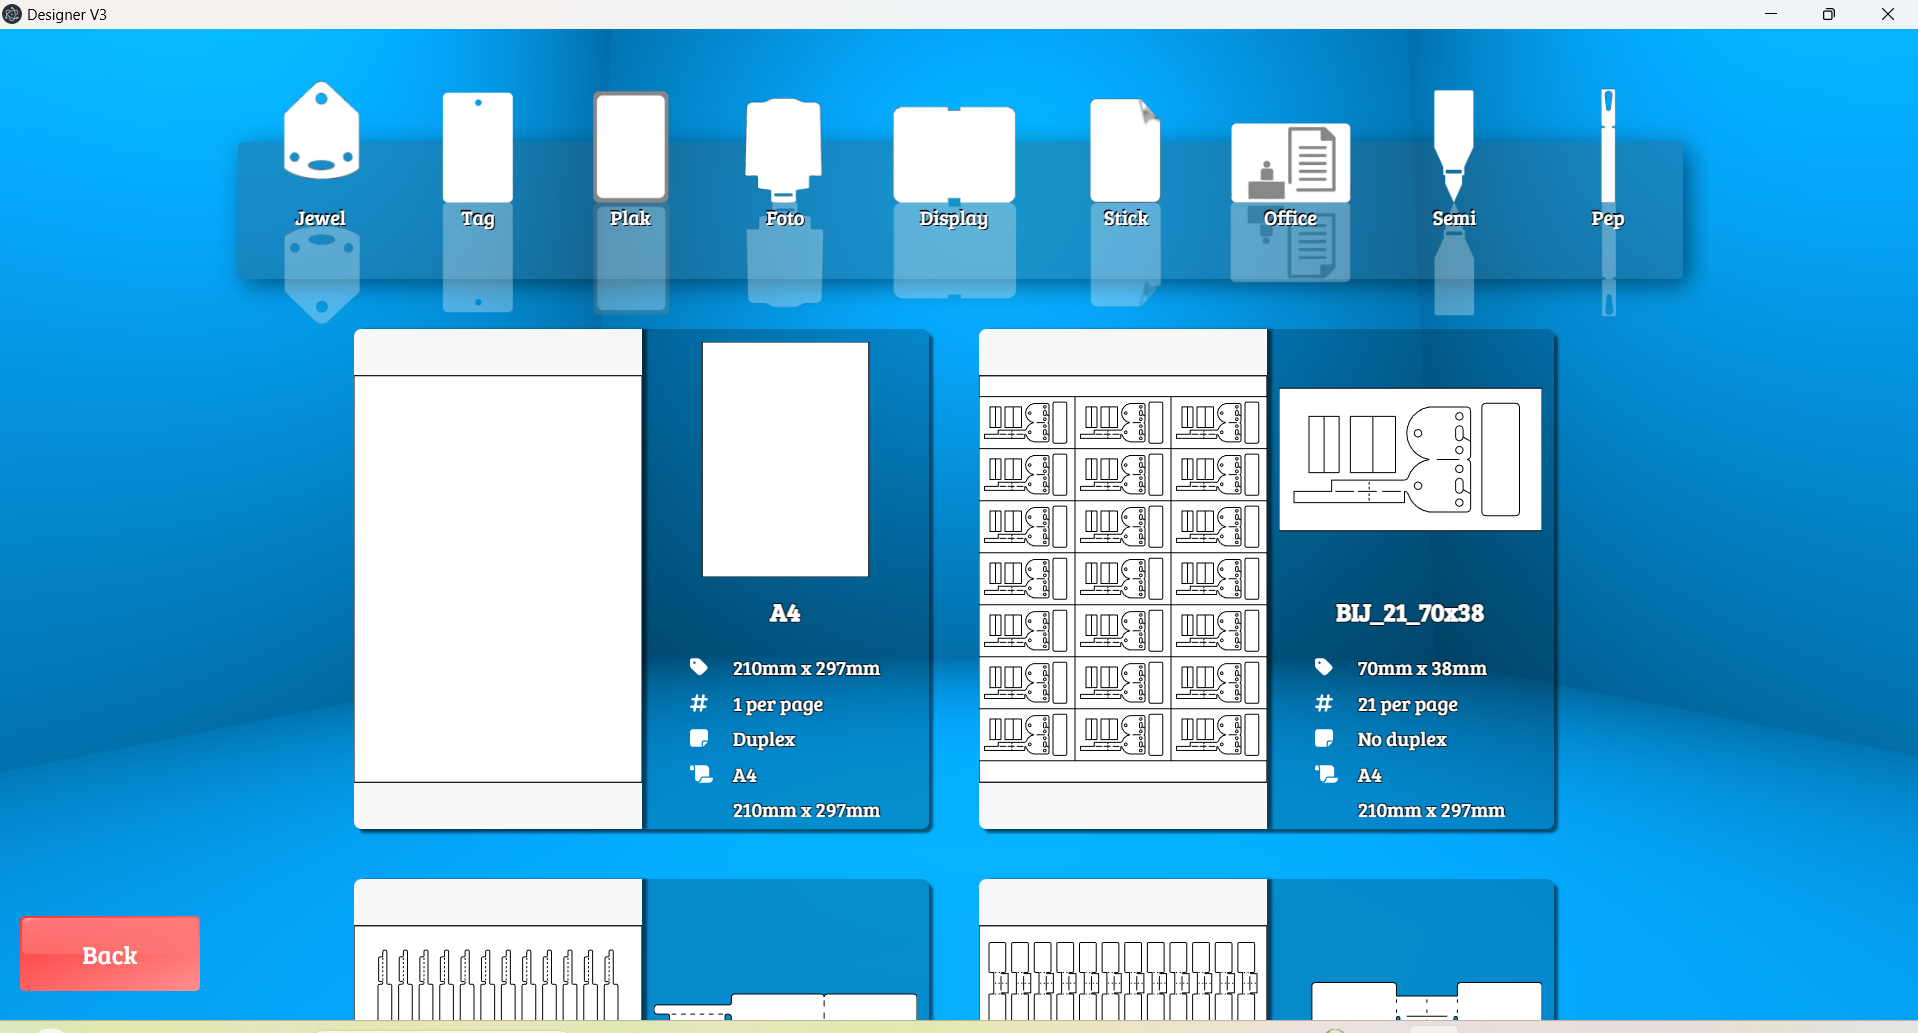 Designer V3
Jewel
Tag
Plak
Foto
Display
Stick
Office
Semi
Pep
A4
210mm x 297mm
# 1 per page
Duplex
A4
210mm x 297mm
BIJ_21_70x38
70mm x 38mm
# 21 per page
No duplex
A4
210mm x 297mm
Back